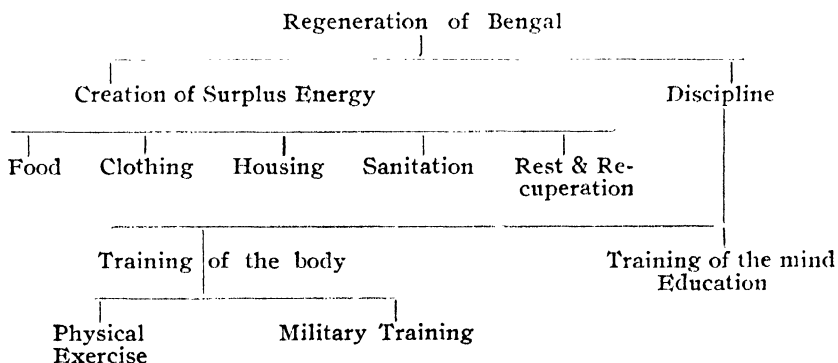 Regeneration of Bengal
Creation of Surplus Energy Discipline
Food Clothing Housing Sanitation Rest & Re-
cuperation
Training of the body Training of the mind
Education
Physical Military Training
Exercise